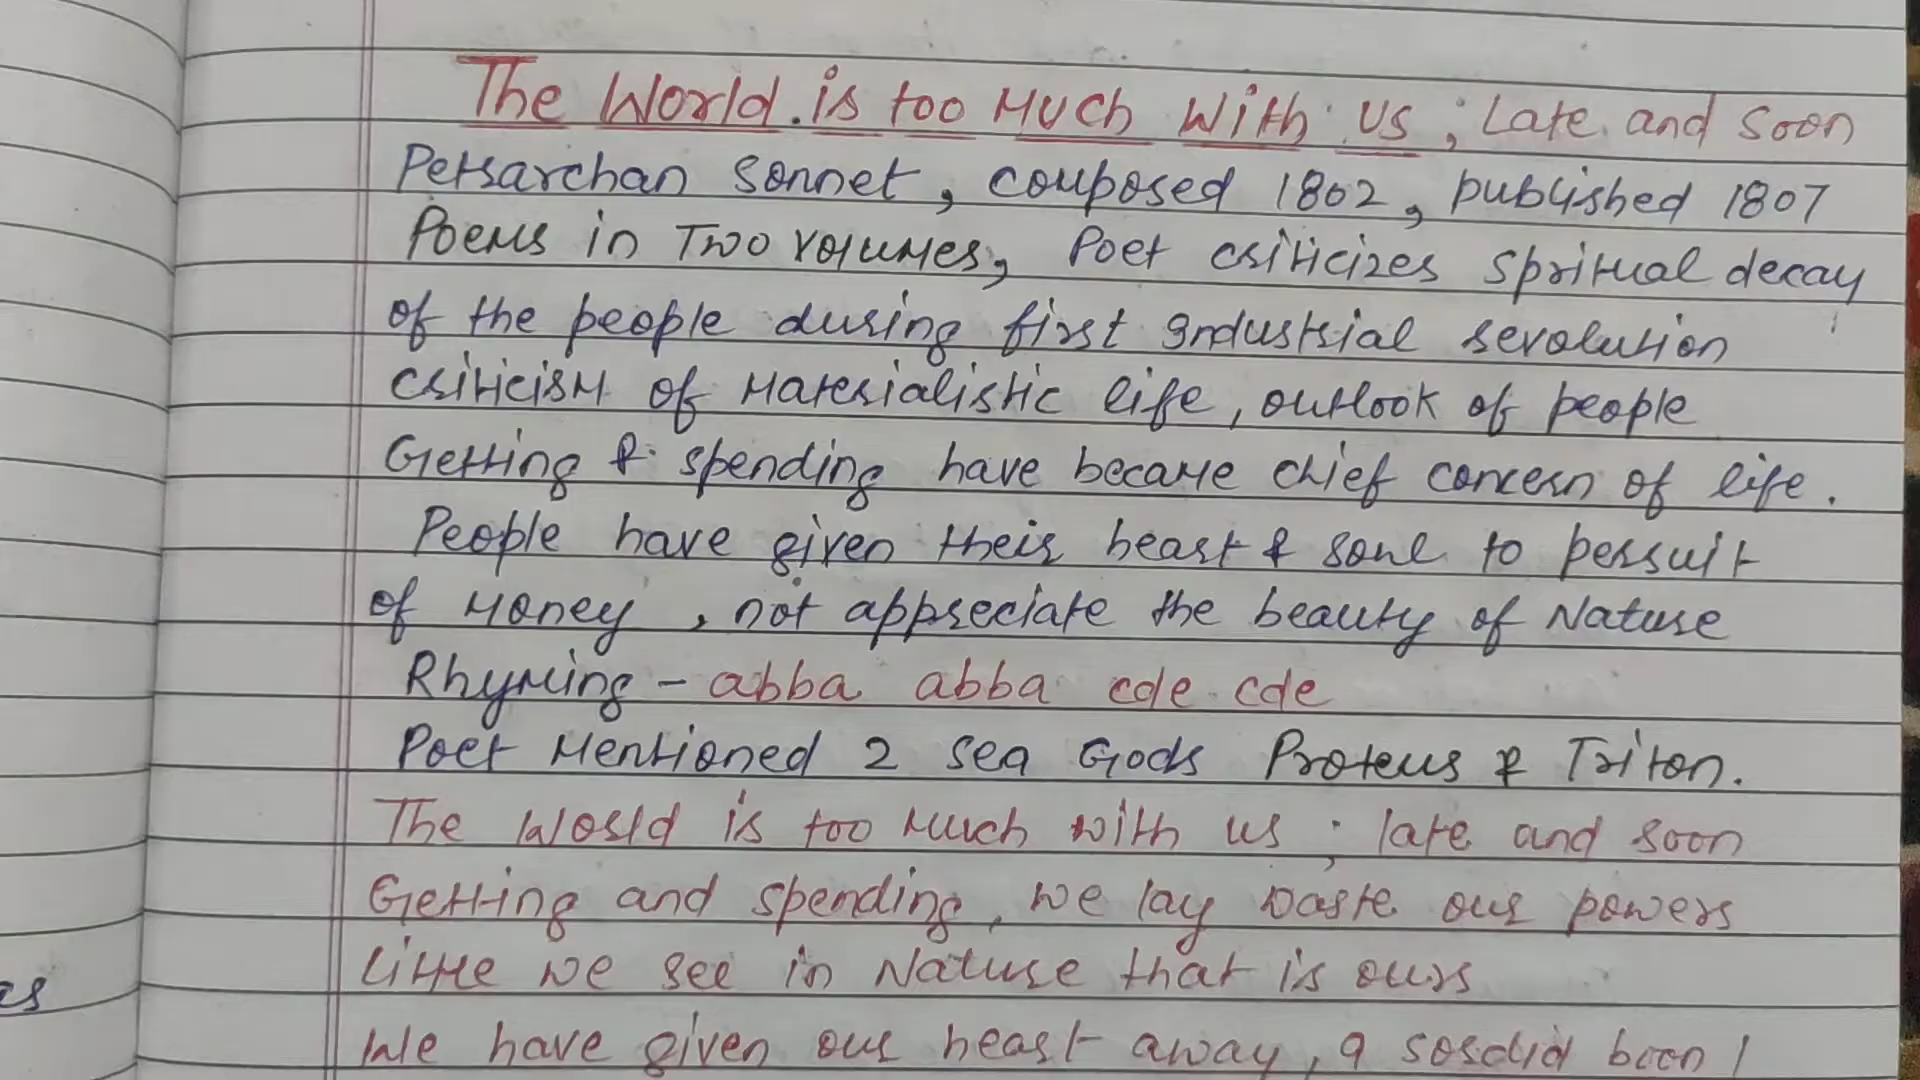 The World is too Much With us; Late and Soon
Petrarchan Sonnet, composed 1802, published 1807
Poems in Two Volumes, Poet criticizes Spritual decay
of the people during first Industrial revolution
Criticism of Materialistic life, outlook of people
Getting & spending have became chief concern of life.
People have given their heart & soul to persuit
of Money, not appreciate the beauty of Nature
Rhyming - abba abba cde cde
Poet Mentioned 2 Sea Gods Proteus & Triton.
The World is too Much with us; late and soon
Getting and spending, we lay waste our powers
Little we see in Nature that is ours
es
We have given our heart away, a sordid boon!